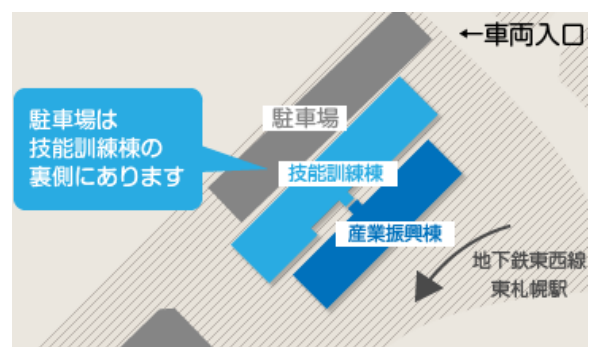 ←車両入口
駐車場は
技能訓練棟の
裏側にあります
駐車場
技能訓練棟
産業振興棟
地下鉄東西線
東札幌駅